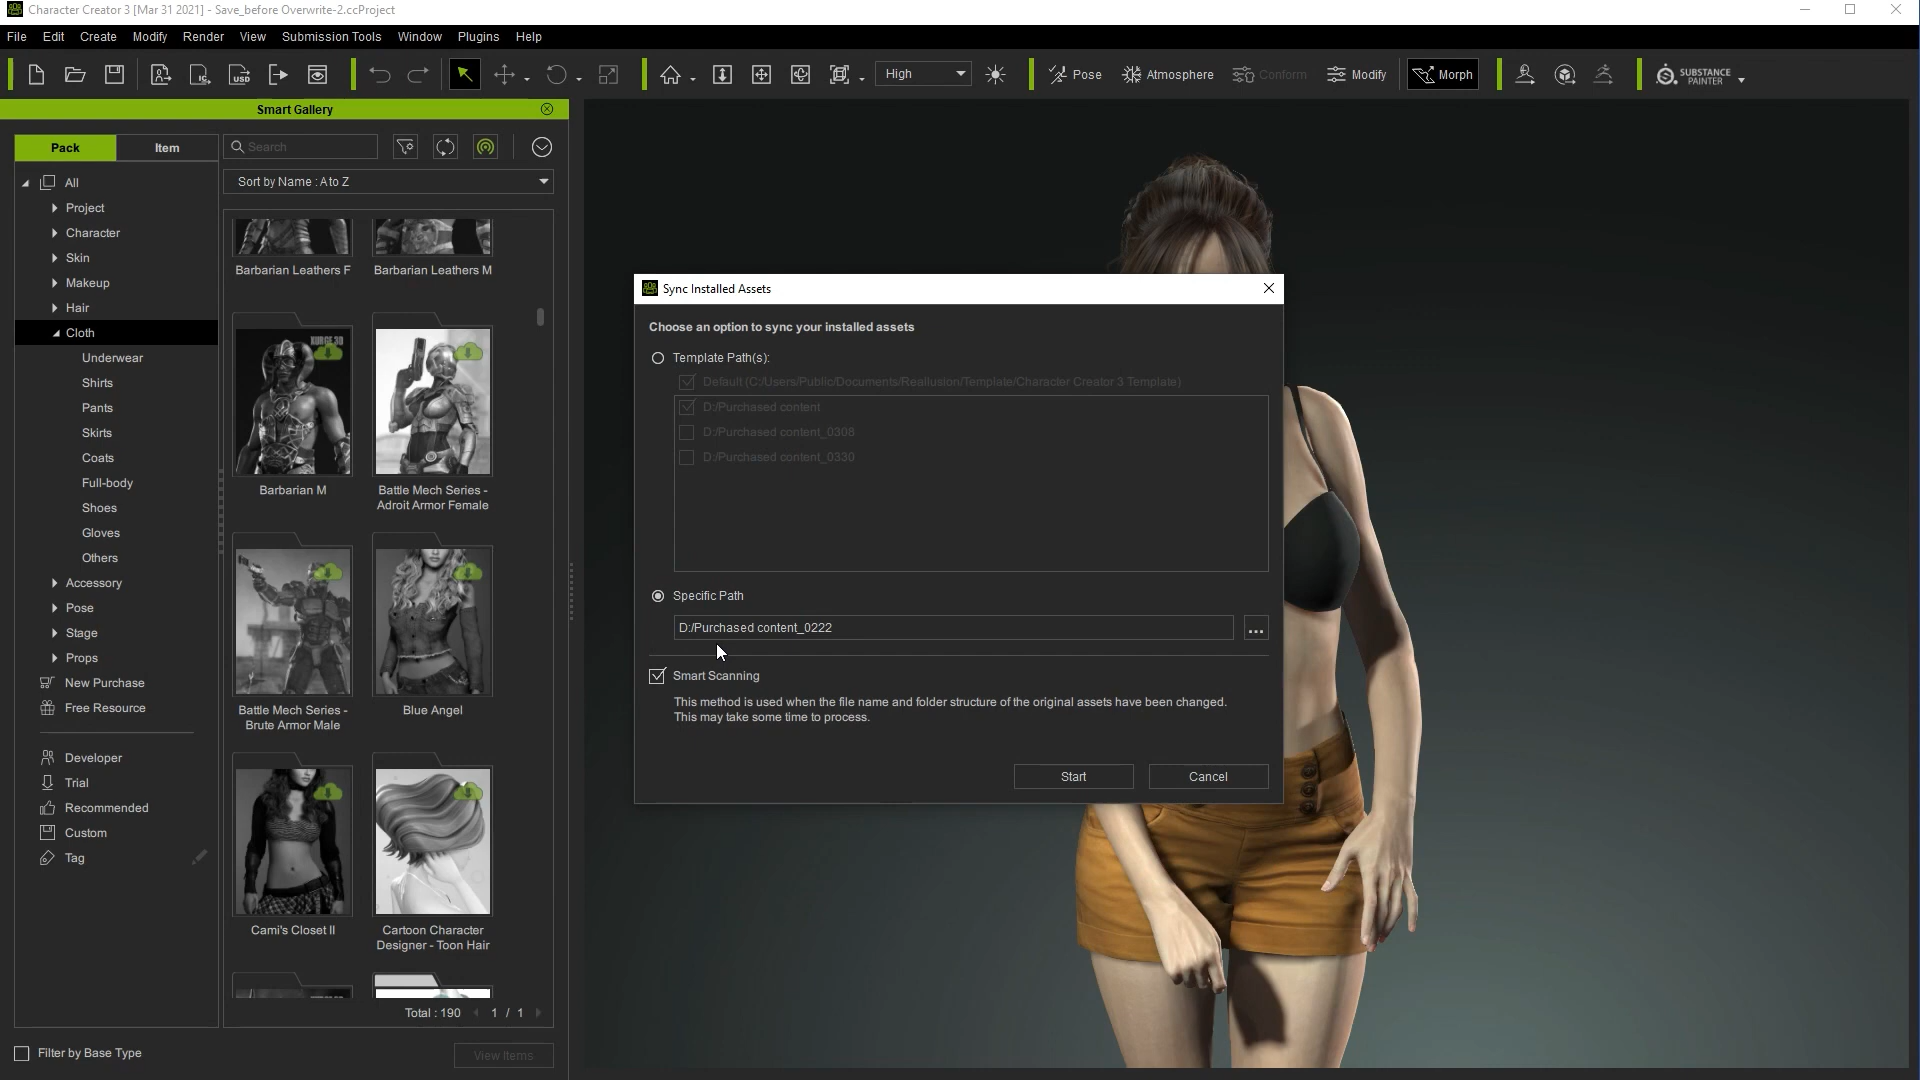 Character Creator 3 [Mar 31 2021] - Save_before Overwrite-2.ccProject
File Edit Create Modify Render View Submission Tools Window Plugins Help
High
Pose
Atmosphere
Conform
Modify
Morph
SUBSTANCE
PAINTER
Smart Gallery
Pack
Item
Search
Sort by Name : A to Z
All
Project
Character
Skin
Makeup
Hair
Cloth
Underwear
Shirts
Pants
Skirts
Coats
Full-body
Shoes
Gloves
Others
Accessory
Pose
Stage
Props
New Purchase
Free Resource
Developer
Trial
Recommended
Custom
Tag
Barbarian Leathers F
Barbarian Leathers M
XURGE 3D
Barbarian M
Battle Mech Series -
Adroit Armor Female
Battle Mech Series -
Brute Armor Male
Blue Angel
Cami's Closet II
Cartoon Character
Designer - Toon Hair
Total : 190
1 / 1
Filter by Base Type
View Items
Sync Installed Assets
Choose an option to sync your installed assets
Template Path(s):
Default (C:/Users/Public/Documents/Reallusion/Template/Character Creator 3 Template)
D:/Purchased content
D:/Purchased content_0308
D:/Purchased content_0330
Specific Path
D:/Purchased content_0222
...
Smart Scanning
This method is used when the file name and folder structure of the original assets have been changed.
This may take some time to process.
Start
Cancel